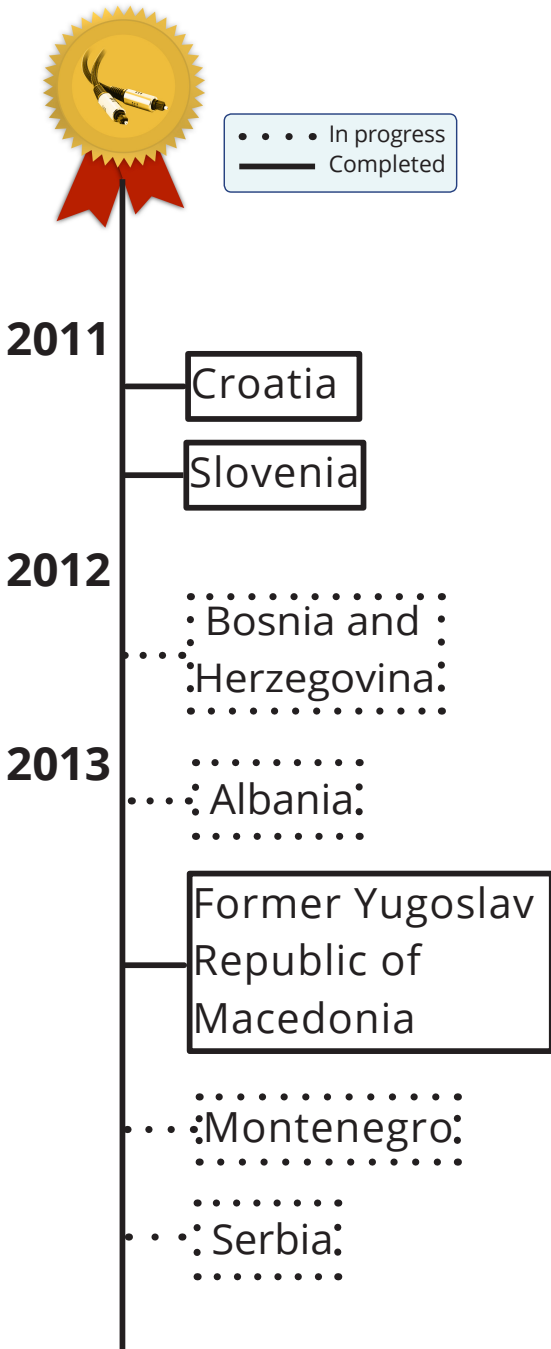 In progress
Completed
2011
Croatia
Slovenia
2012
Bosnia and
Herzegovina
2013
Albania
Former Yugoslav
Republic of
Macedonia
Montenegro
Serbia